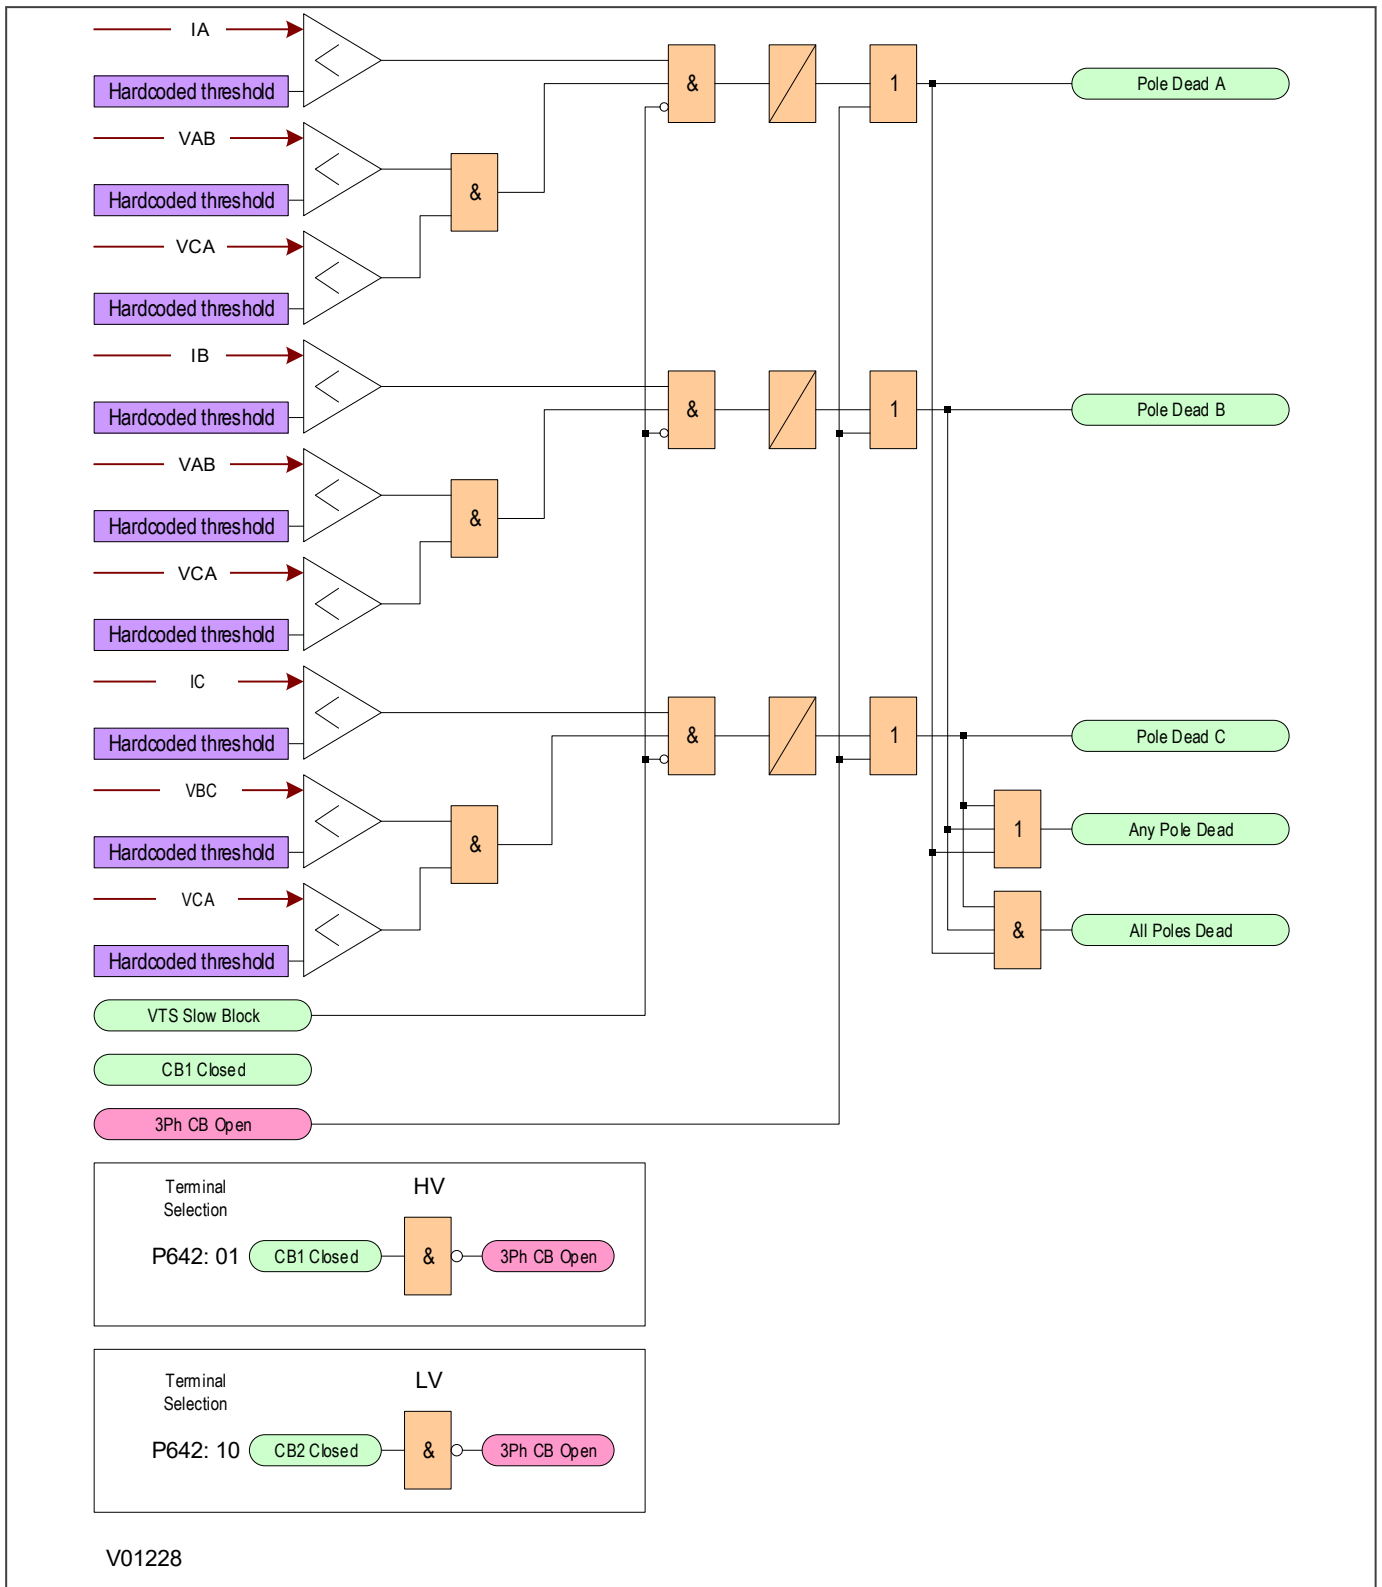 IA
Hardcoded threshold
&
1
Pole Dead A
VAB
Hardcoded threshold
&
VCA
Hardcoded threshold
IB
Hardcoded threshold
&
1
Pole Dead B
VAB
Hardcoded threshold
&
VCA
Hardcoded threshold
IC
Hardcoded threshold
&
1
Pole Dead C
VBC
Hardcoded threshold
&
1
Any Pole Dead
VCA
Hardcoded threshold
&
All Poles Dead
VTS Slow Block
CB1 Closed
3Ph CB Open
Terminal
Selection
HV
P642: 01
CB1 Closed
&
3Ph CB Open
Terminal
Selection
LV
P642: 10
CB2 Closed
&
3Ph CB Open
V01228